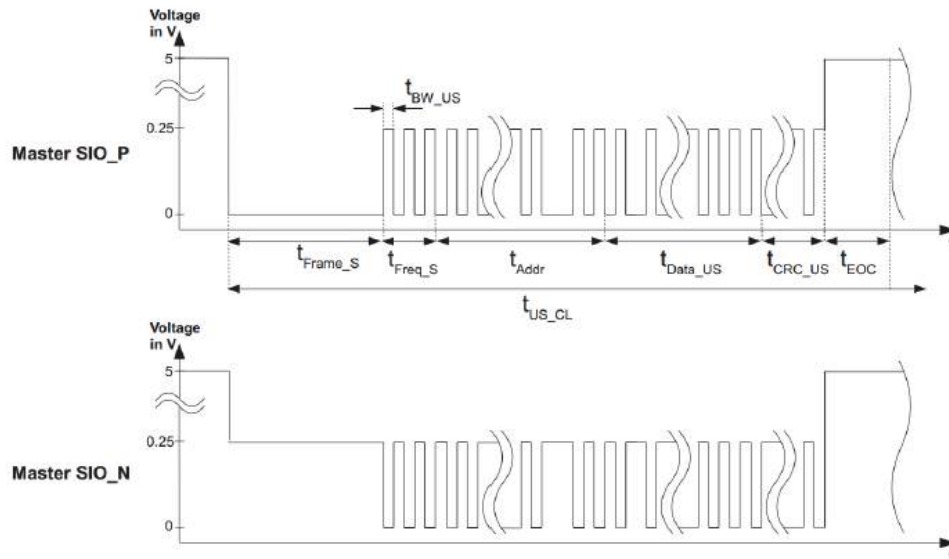 Voltage
in V
5
t_BW_US
0.25
Master SIO_P
0
t_Frame_S
t_Freq_S
t_Addr
t_Data_US
t_CRC_US
t_EOC
t_US_CL
Voltage
in V
5
0.25
Master SIO_N
0